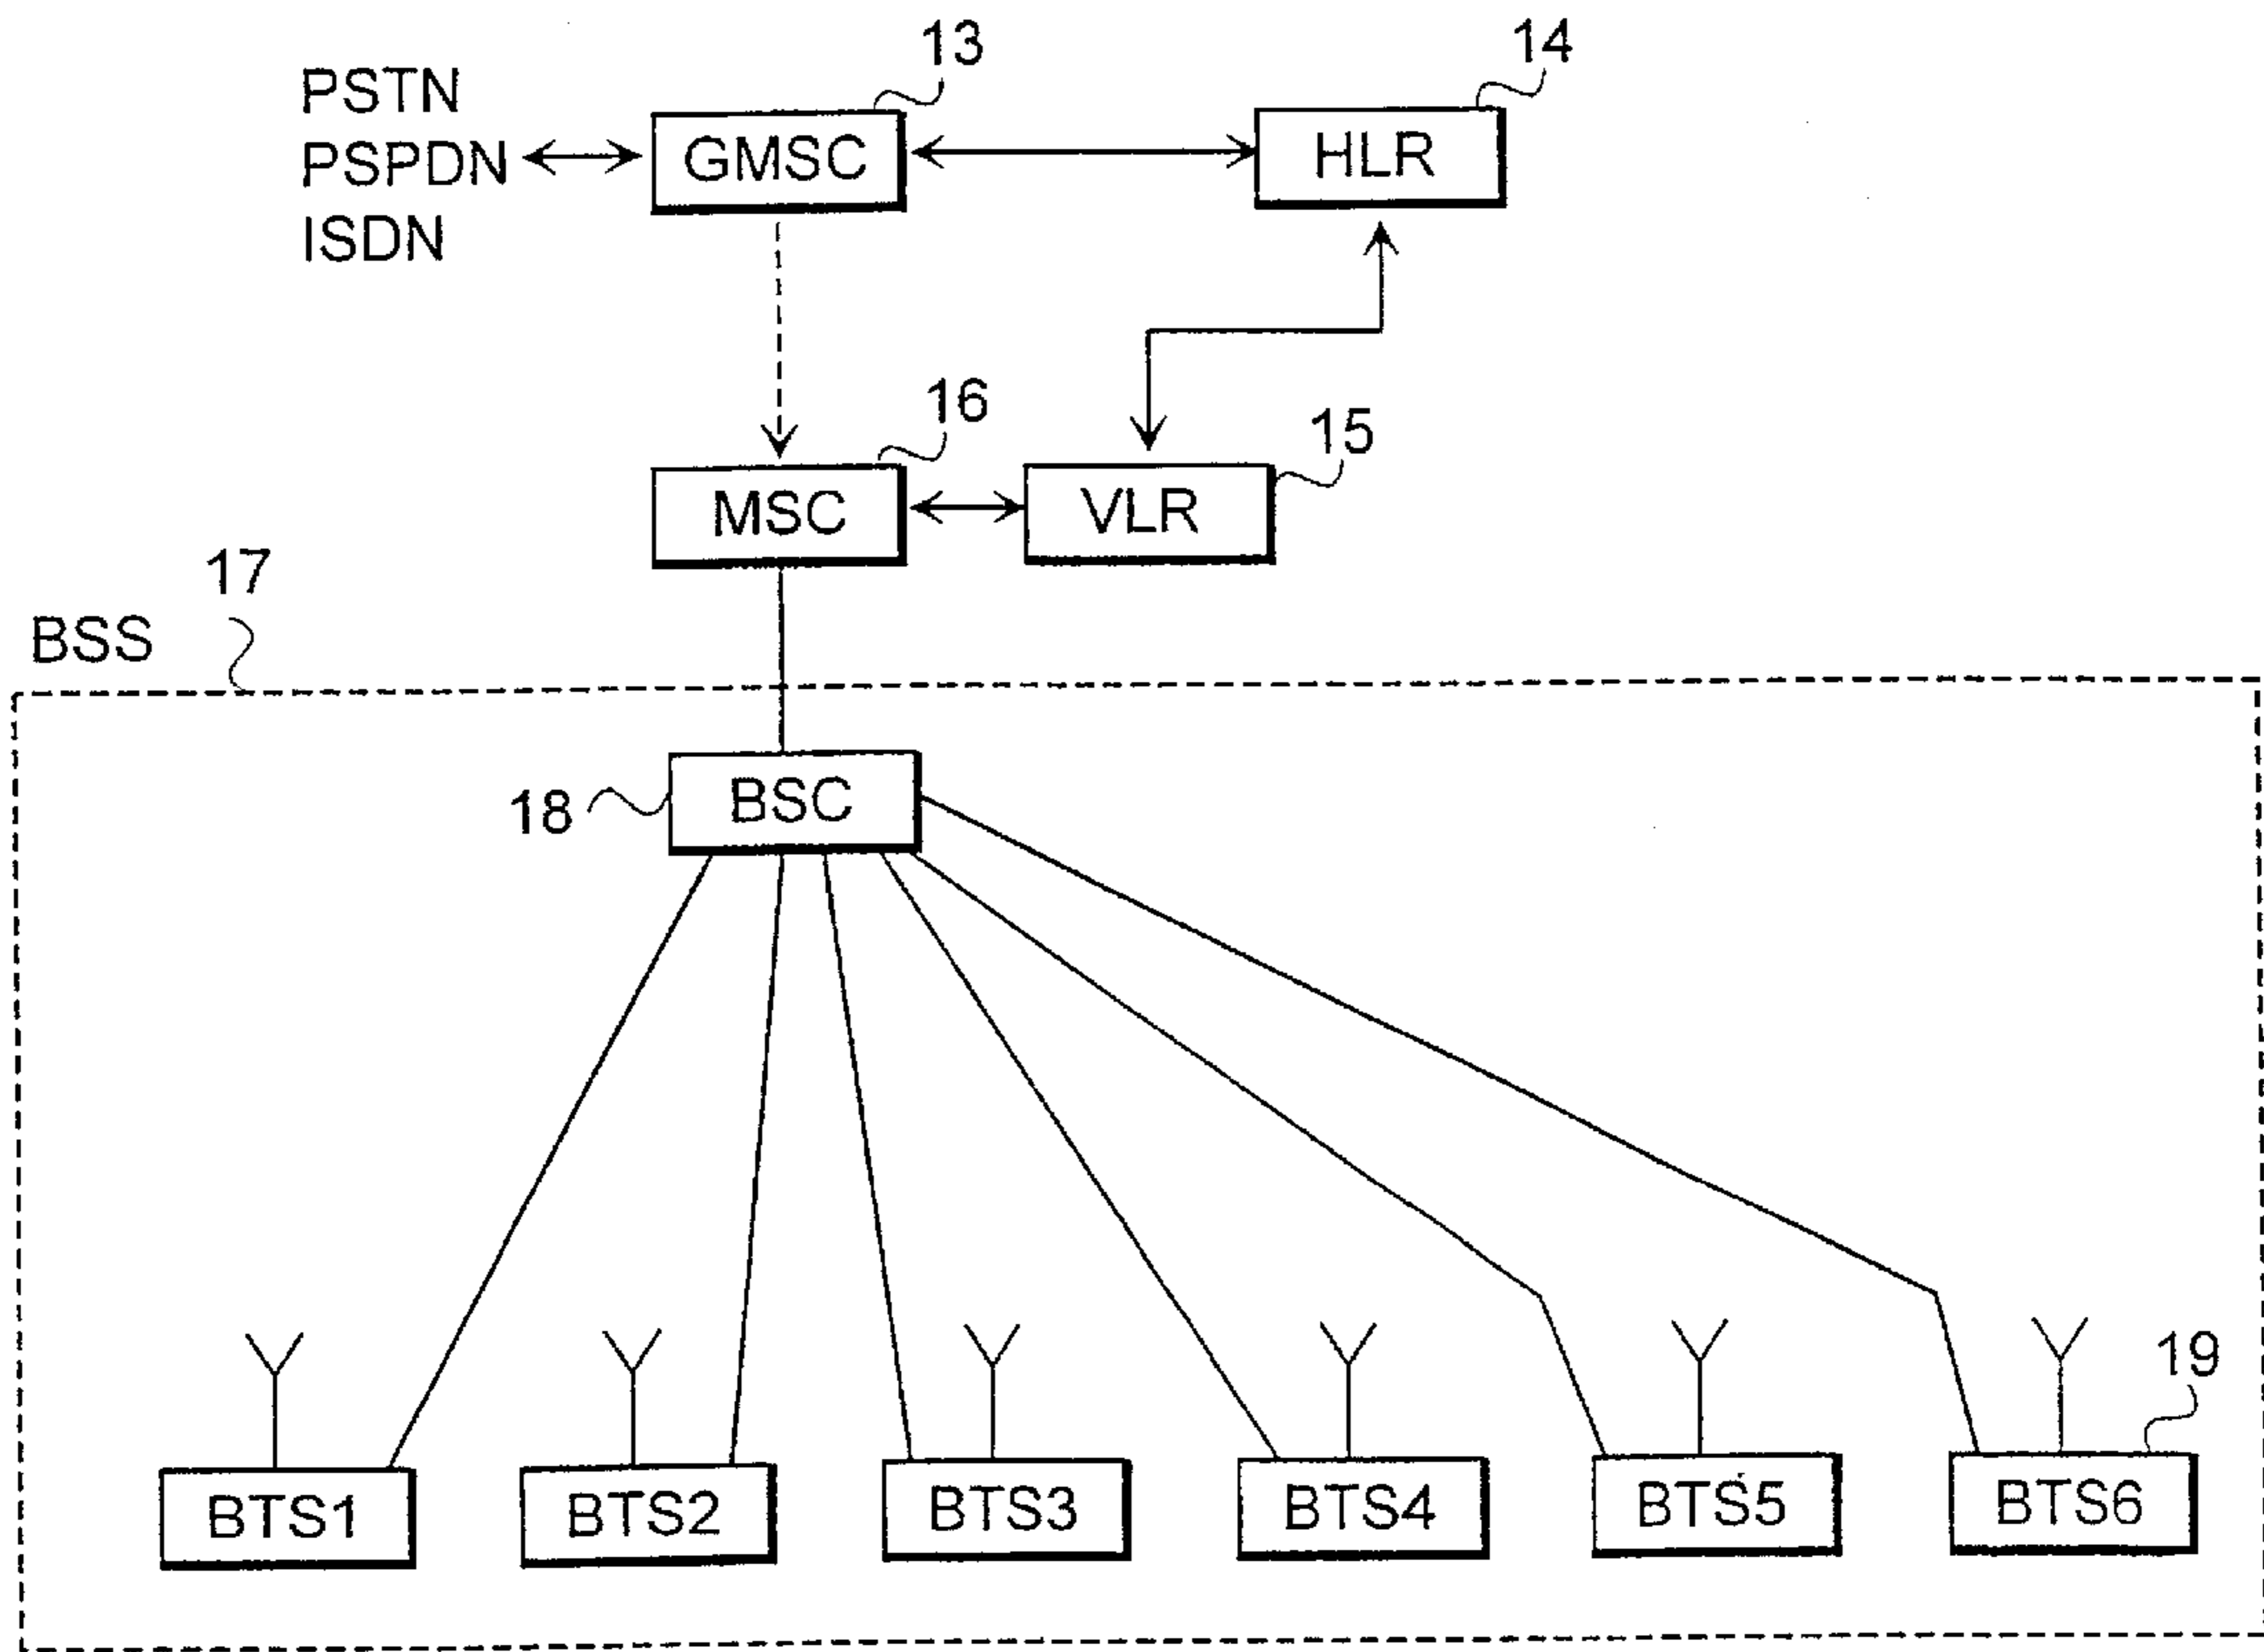 13
14
PSTN
PSPDN
ISDN
GMSC
HLR
16
15
MSC
VLR
17
BSS
18
BSC
19
BTS1
BTS2
BTS3
BTS4
BTS5
BTS6